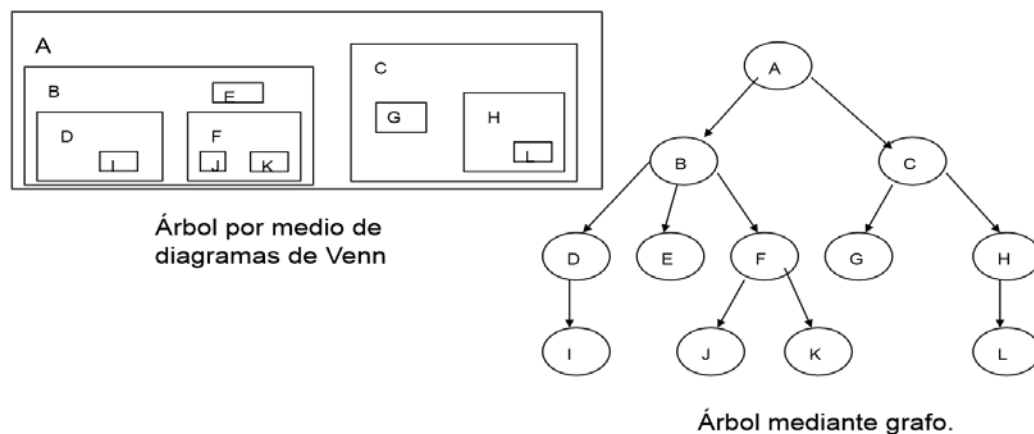 A
B
E
D
I
F
J
K
C
G
H
L
Árbol por medio de
diagramas de Venn
A
B
C
D
E
F
G
H
I
J
K
L
Árbol mediante grafo.